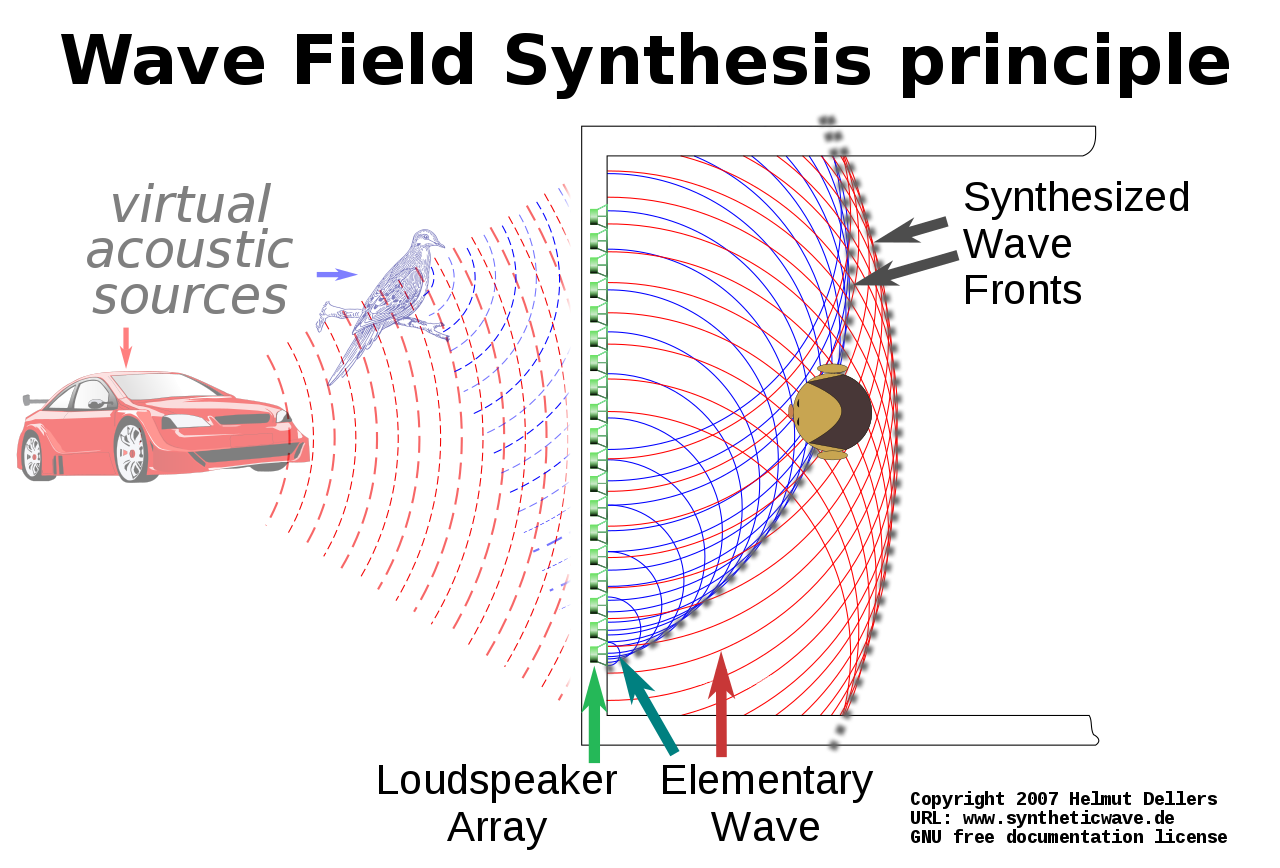 Wave Field Synthesis principle
virtual
acoustic
sources
Synthesized
Wave
Fronts
Loudspeaker
Array
Elementary
Wave
Copyright 2007 Helmut Dellers
URL: www.syntheticwave.de
GNU free documentation license